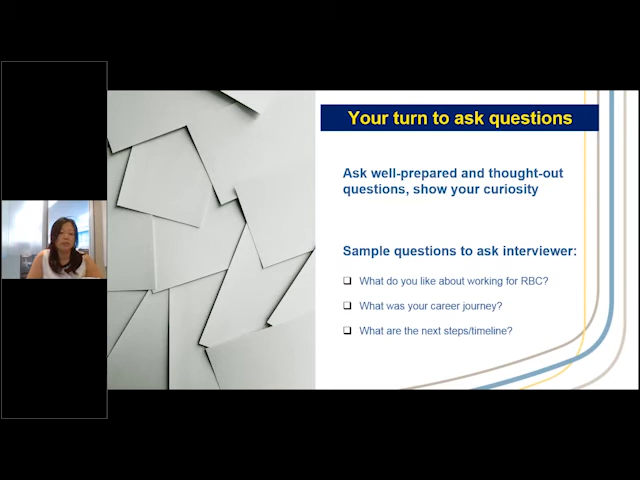 Your turn to ask questions
Ask well-prepared and thought-out
questions, show your curiosity
Sample questions to ask interviewer:
What do you like about working for RBC?
What was your career journey?
What are the next steps/timeline?